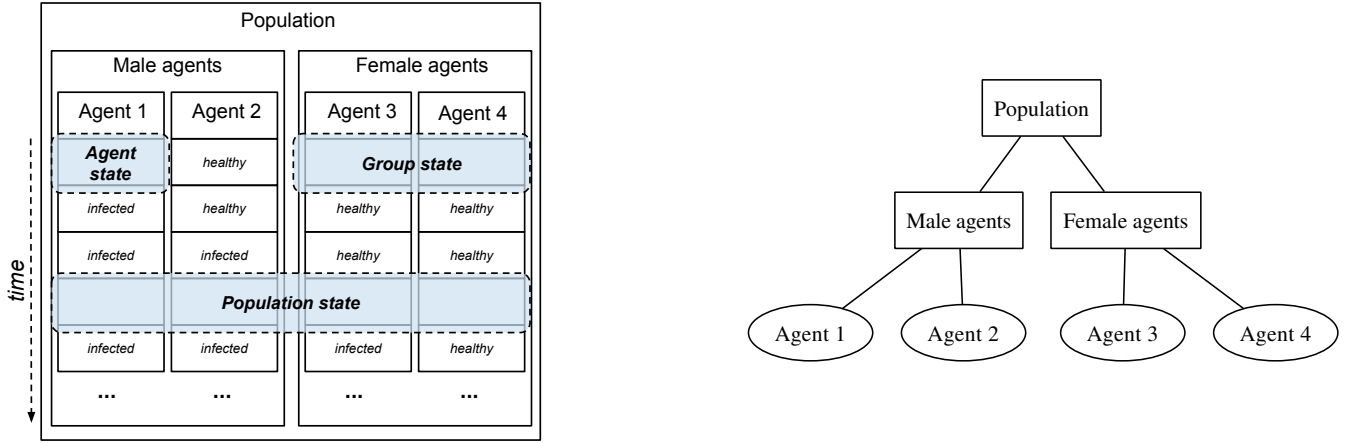 Population
Male agents
Female agents
Agent 1
Agent 2
Agent 3
Agent 4
Agent
state
healthy
Group state
infected
healthy
healthy
healthy
infected
infected
healthy
healthy
Population state
infected
infected
infected
healthy
...
...
...
...
time
Population
Male agents
Female agents
Agent 1
Agent 2
Agent 3
Agent 4